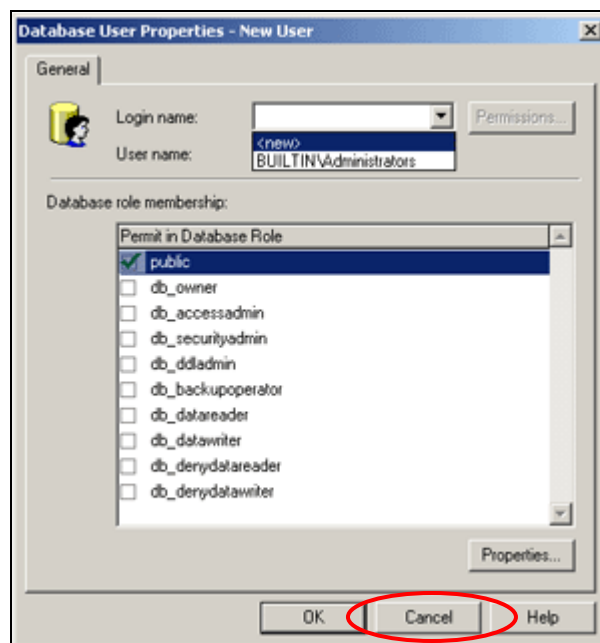 Database User Properties - New User
General
Login name:
Permissions...
<new>
User name:
BUILTIN\Administrators
Database role membership:
Permit in Database Role
public
db_owner
db_accessadmin
db_securityadmin
db_ddladmin
db_backupoperator
db_datareader
db_datawriter
db_denydatareader
db_denydatawriter
Properties...
OK Cancel Help